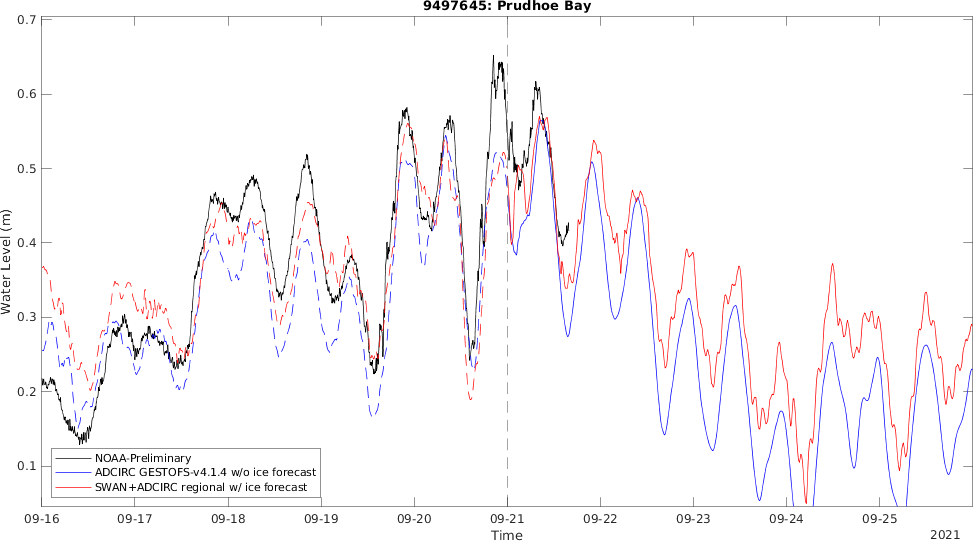 9497645: Prudhoe Bay
0.7
0.6
0.5
0.4
0.3
0.2
0.1
Water Level (m)
NOAA-Preliminary
ADCIRC GESTOFS-v4.1.4 w/o ice forecast
SWAN+ADCIRC regional w/ ice forecast
09-16 09-17 09-18 09-19 09-20 09-21 09-22 09-23 09-24 09-25
Time
2021